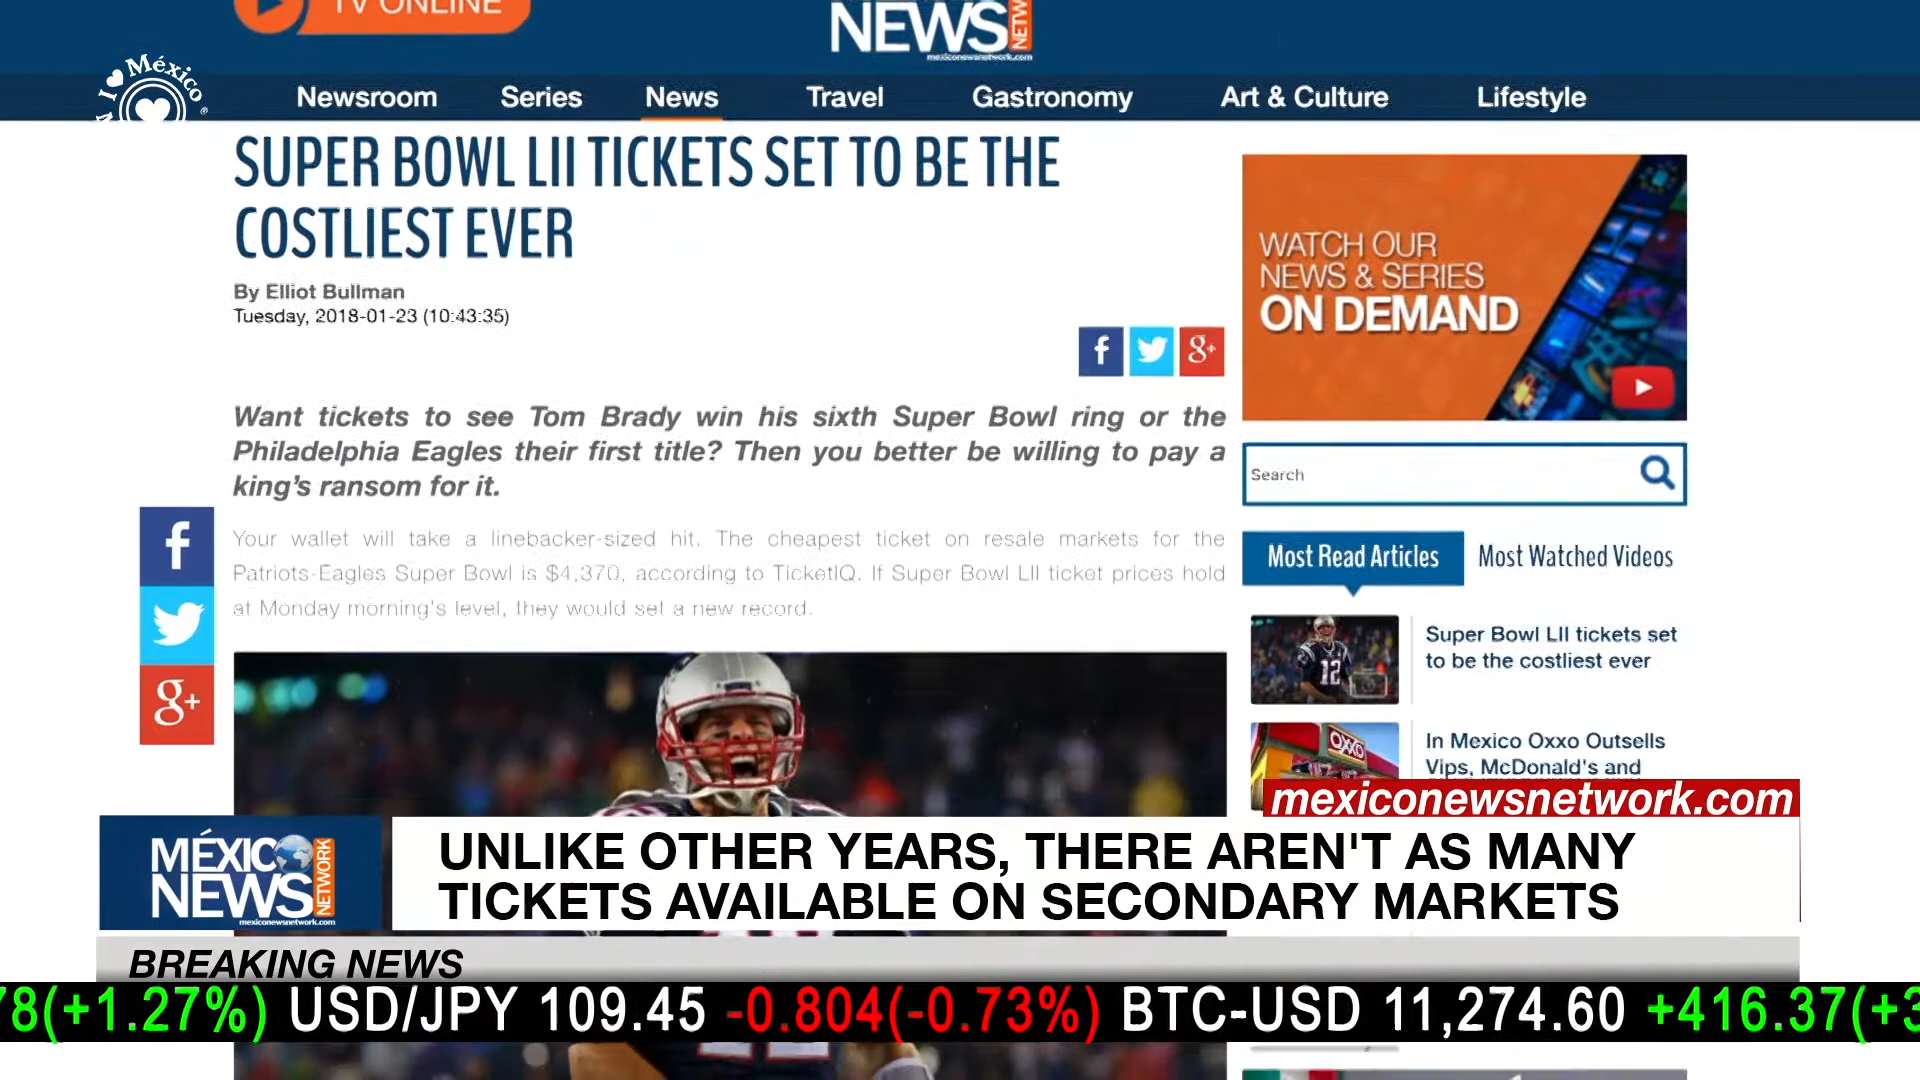 TV ONLINE
NEWS
NETW
mexiconewsnetwork.com
I México
Newsroom Series News Travel Gastronomy Art & Culture Lifestyle
SUPER BOWL LII TICKETS SET TO BE THE
COSTLIEST EVER
By Elliot Bullman
Tuesday, 2018-01-23 (10:43:35)
f
g+
Want tickets to see Tom Brady win his sixth Super Bowl ring or the
Philadelphia Eagles their first title? Then you better be willing to pay a
king's ransom for it.
Your wallet will take a linebacker-sized hit. The cheapest ticket on resale markets for the
Patriots-Eagles Super Bowl is $4,370, according to TicketIQ. If Super Bowl LII ticket prices hold
at Monday morning's level, they would set a new record.
f
g+
WATCH OUR
NEWS & SERIES
ON DEMAND
Search
Most Read Articles Most Watched Videos
12
Super Bowl LII tickets set
to be the costliest ever
OXXO
In Mexico Oxxo Outsells
Vips, McDonald's and
mexiconewsnetwork.com
MÉXICO
NEWS
NETWORK
mexiconewsnetwork.com
UNLIKE OTHER YEARS, THERE AREN'T AS MANY
TICKETS AVAILABLE ON SECONDARY MARKETS
BREAKING NEWS
78(+1.27%) USD/JPY 109.45 -0.804(-0.73%) BTC-USD 11,274.60 +416.37(+3